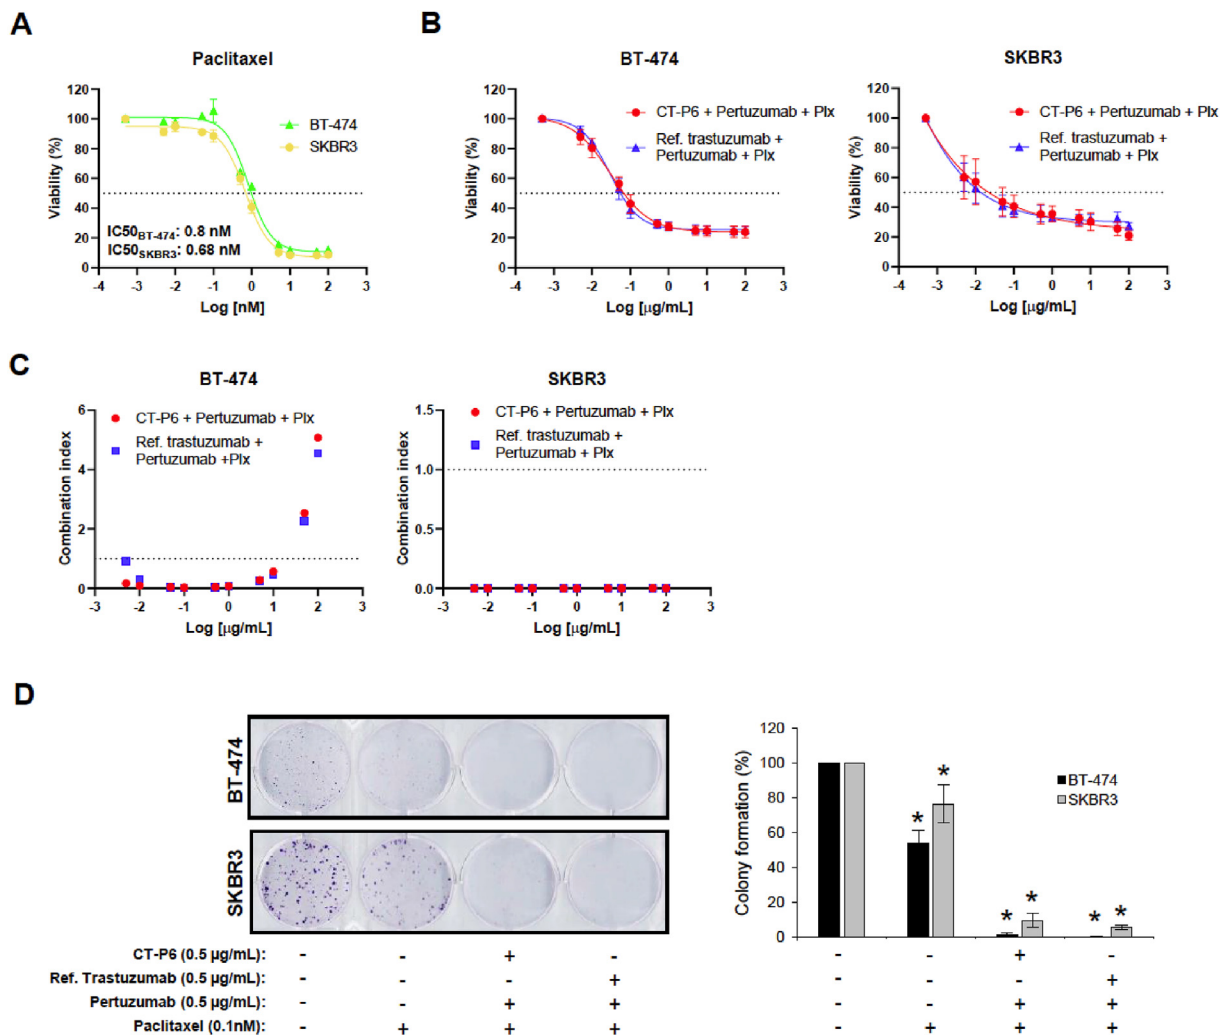 A
Paclitaxel
120
100
80
60
40
20
0
Viability (%)
BT-474
SKBR3
IC50BT-474: 0.8 nM
IC50SKBR3: 0.68 nM
-4 -3 -2 -1 0 1 2 3
Log [nM]
B
BT-474
120
100
80
60
40
20
0
Viability (%)
CT-P6 + Pertuzumab + Plx
Ref. trastuzumab +
Pertuzumab + Plx
-4 -3 -2 -1 0 1 2 3
Log [μg/mL]
SKBR3
120
100
80
60
40
20
0
Viability (%)
CT-P6 + Pertuzumab + Plx
Ref. trastuzumab +
Pertuzumab + Plx
-4 -3 -2 -1 0 1 2 3
Log [μg/mL]
C
BT-474
6
4
2
0
Combination index
CT-P6 + Pertuzumab + Plx
Ref. trastuzumab +
Pertuzumab +Plx
-3 -2 -1 0 1 2 3
Log [μg/mL]
SKBR3
1.5
1.0
0.5
0.0
Combination index
CT-P6 + Pertuzumab + Plx
Ref. trastuzumab +
Pertuzumab + Plx
-3 -2 -1 0 1 2 3
Log [μg/mL]
D
BT-474
SKBR3
CT-P6 (0.5 μg/mL): - - + -
Ref. Trastuzumab (0.5 μg/mL): - - - +
Pertuzumab (0.5 μg/mL): - - + +
Paclitaxel (0.1nM): - + + +
120
100
80
60
40
20
0
Colony formation (%)
BT-474
SKBR3
* * * * * *
- - + -
- - - +
- - + +
- + + +